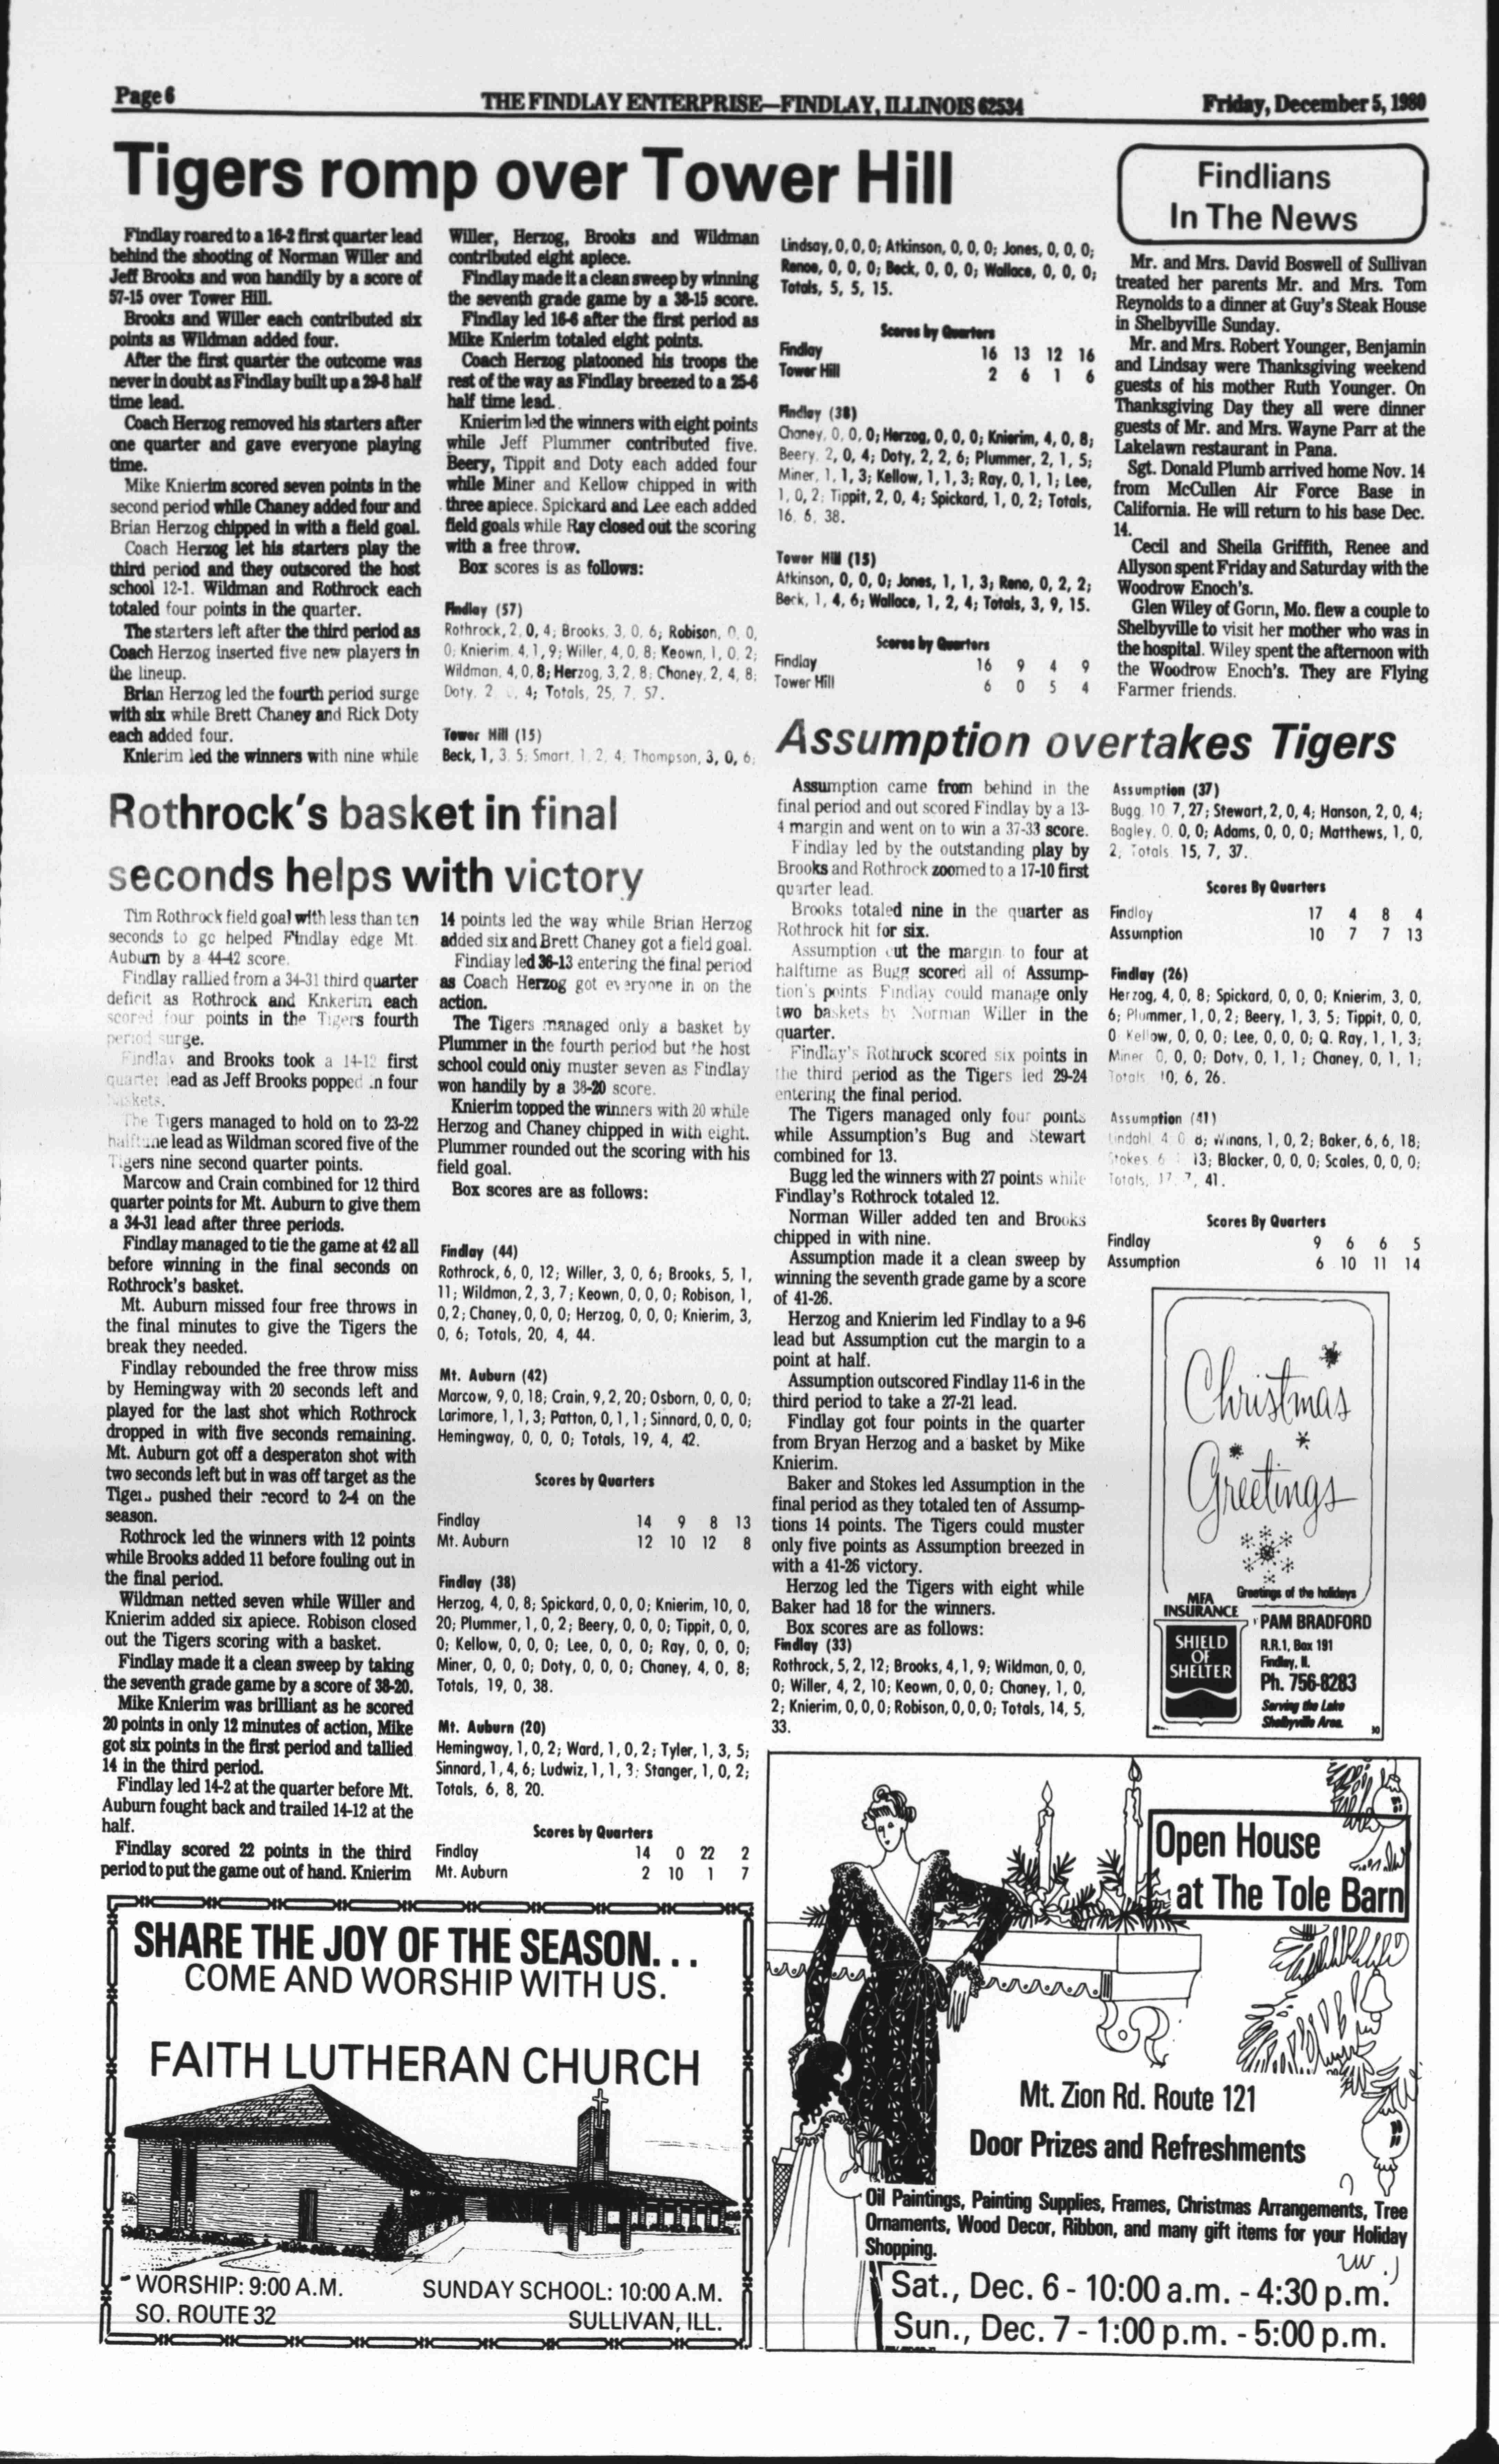 Page 6
THE FINDLAY ENTERPRISE—FINDLAY, ILLINOIS 62534
Friday, December 5, 1980
Tigers romp over Tower Hill
Findlay roared to a 16-2 first quarter lead
behind the shooting of Norman Willer and
Jeff Brooks and won handily by a score of
57-15 over Tower Hill.
Brooks and Willer each contributed six
points as Wildman added four.
After the first quarter the outcome was
never in doubt as Findlay built up a 29-8 half
time lead.
Coach Herzog removed his starters after
one quarter and gave everyone playing
time.
Mike Knierim scored seven points in the
second period while Chaney added four and
Brian Herzog chipped in with a field goal.
Coach Herzog let his starters play the
third period and they outscored the host
school 12-1. Wildman and Rothrock each
totaled four points in the quarter.
The starters left after the third period as
Coach Herzog inserted five new players in
the lineup.
Brian Herzog led the fourth period surge
with six while Brett Chaney and Rick Doty
each added four.
Knierim led the winners with nine while
Willer, Herzog, Brooks and Wildman
contributed eight apiece.
Findlay made it a clean sweep by winning
the seventh grade game by a 38-15 score.
Findlay led 16-6 after the first period as
Mike Knierim totaled eight points.
Coach Herzog platooned his troops the
rest of the way as Findlay breezed to a 25-6
half time lead.
Knierim led the winners with eight points
while Jeff Plummer contributed five.
Beery, Tippit and Doty each added four
while Miner and Kellow chipped in with
three apiece. Spickard and Lee each added
field goals while Ray closed out the scoring
with a free throw.
Box scores is as follows:
Findlay (57)
Rothrock, 2, 0, 4; Brooks, 3, 0, 6; Robison, 0, 0,
0; Knierim, 4, 1, 9; Willer, 4, 0, 8; Keown, 1, 0, 2;
Wildman, 4, 0, 8; Herzog, 3, 2, 8; Chaney, 2, 4, 8;
Doty, 2, 4; Totals, 25, 7, 57.
Tower Hill (15)
Beck, 1, 3, 5; Smart, 1, 2, 4; Thompson, 3, 0, 6;
Lindsay, 0, 0, 0; Atkinson, 0, 0, 0; Jones, 0, 0, 0;
Renoe, 0, 0, 0; Beck, 0, 0, 0; Wallace, 0, 0, 0;
Totals, 5, 5, 15.
Scores by Quarters
Findlay 16 13 12 16
Tower Hill 2 6 1 6
Findlay (38)
Chaney, 0, 0, 0; Herzog, 0, 0, 0; Knierim, 4, 0, 8;
Beery, 2, 0, 4; Doty, 2, 2, 6; Plummer, 2, 1, 5;
Miner, 1, 1, 3; Kellow, 1, 1, 3; Ray, 0, 1, 1; Lee,
1, 0, 2; Tippit, 2, 0, 4; Spickard, 1, 0, 2; Totals,
16, 6, 38.
Tower Hill (15)
Atkinson, 0, 0, 0; Jones, 1, 1, 3; Reno, 0, 2, 2;
Beck, 1, 4, 6; Wallace, 1, 2, 4; Totals, 3, 9, 15.
Scores by Quarters
Findlay 16 9 4 9
Tower Hill 6 0 5 4
Findlians
In The News
Mr. and Mrs. David Boswell of Sullivan
treated her parents Mr. and Mrs. Tom
Reynolds to a dinner at Guy's Steak House
in Shelbyville Sunday.
Mr. and Mrs. Robert Younger, Benjamin
and Lindsay were Thanksgiving weekend
guests of his mother Ruth Younger. On
Thanksgiving Day they all were dinner
guests of Mr. and Mrs. Wayne Parr at the
Lakelawn restaurant in Pana.
Sgt. Donald Plumb arrived home Nov. 14
from McCullen Air Force Base in
California. He will return to his base Dec.
14.
Cecil and Sheila Griffith, Renee and
Allyson spent Friday and Saturday with the
Woodrow Enoch's.
Glen Wiley of Gorin, Mo. flew a couple to
Shelbyville to visit her mother who was in
the hospital. Wiley spent the afternoon with
the Woodrow Enoch's. They are Flying
Farmer friends.
Rothrock's basket in final
seconds helps with victory
Tim Rothrock field goal with less than ten
seconds to go helped Findlay edge Mt.
Auburn by a 44-42 score.
Findlay rallied from a 34-31 third quarter
deficit as Rothrock and Knkerim each
scored four points in the Tigers fourth
period surge.
Findlay and Brooks took a 14-12 first
quarter lead as Jeff Brooks popped in four
baskets.
The Tigers managed to hold on to 23-22
halftime lead as Wildman scored five of the
Tigers nine second quarter points.
Marcow and Crain combined for 12 third
quarter points for Mt. Auburn to give them
a 34-31 lead after three periods.
Findlay managed to tie the game at 42 all
before winning in the final seconds on
Rothrock's basket.
Mt. Auburn missed four free throws in
the final minutes to give the Tigers the
break they needed.
Findlay rebounded the free throw miss
by Hemingway with 20 seconds left and
played for the last shot which Rothrock
dropped in with five seconds remaining.
Mt. Auburn got off a desperaton shot with
two seconds left but in was off target as the
Tigers pushed their record to 2-4 on the
season.
Rothrock led the winners with 12 points
while Brooks added 11 before fouling out in
the final period.
Wildman netted seven while Willer and
Knierim added six apiece. Robison closed
out the Tigers scoring with a basket.
Findlay made it a clean sweep by taking
the seventh grade game by a score of 38-20.
Mike Knierim was brilliant as he scored
20 points in only 12 minutes of action, Mike
got six points in the first period and tallied
14 in the third period.
Findlay led 14-2 at the quarter before Mt.
Auburn fought back and trailed 14-12 at the
half.
Findlay scored 22 points in the third
period to put the game out of hand. Knierim
14 points led the way while Brian Herzog
added six and Brett Chaney got a field goal.
Findlay led 36-13 entering the final period
as Coach Herzog got everyone in on the
action.
The Tigers managed only a basket by
Plummer in the fourth period but the host
school could only muster seven as Findlay
won handily by a 38-20 score.
Knierim topped the winners with 20 while
Herzog and Chaney chipped in with eight.
Plummer rounded out the scoring with his
field goal.
Box scores are as follows:
Findlay (44)
Rothrock, 6, 0, 12; Willer, 3, 0, 6; Brooks, 5, 1,
11; Wildman, 2, 3, 7; Keown, 0, 0, 0; Robison, 1,
0, 2; Chaney, 0, 0, 0; Herzog, 0, 0, 0; Knierim, 3,
0, 6; Totals, 20, 4, 44.
Mt. Auburn (42)
Marcow, 9, 0, 18; Crain, 9, 2, 20; Osborn, 0, 0, 0;
Larimore, 1, 1, 3; Patton, 0, 1, 1; Sinnard, 0, 0, 0;
Hemingway, 0, 0, 0; Totals, 19, 4, 42.
Scores by Quarters
Findlay 14 9 8 13
Mt. Auburn 12 10 12 8
Findlay (38)
Herzog, 4, 0, 8; Spickard, 0, 0, 0; Knierim, 10, 0,
20; Plummer, 1, 0, 2; Beery, 0, 0, 0; Tippit, 0, 0,
0; Kellow, 0, 0, 0; Lee, 0, 0, 0; Ray, 0, 0, 0;
Miner, 0, 0, 0; Doty, 0, 0, 0; Chaney, 4, 0, 8;
Totals, 19, 0, 38.
Mt. Auburn (20)
Hemingway, 1, 0, 2; Ward, 1, 0, 2; Tyler, 1, 3, 5;
Sinnard, 1, 4, 6; Ludwiz, 1, 1, 3; Stanger, 1, 0, 2;
Totals, 6, 8, 20.
Scores by Quarters
Findlay 14 0 22 2
Mt. Auburn 2 10 1 7
Assumption overtakes Tigers
Assumption came from behind in the
final period and out scored Findlay by a 13-
4 margin and went on to win a 37-33 score.
Findlay led by the outstanding play by
Brooks and Rothrock zoomed to a 17-10 first
quarter lead.
Brooks totaled nine in the quarter as
Rothrock hit for six.
Assumption cut the margin to four at
halftime as Bugg scored all of Assump-
tion's points Findlay could manage only
two baskets by Norman Willer in the
quarter.
Findlay's Rothrock scored six points in
the third period as the Tigers led 29-24
entering the final period.
The Tigers managed only four points
while Assumption's Bug and Stewart
combined for 13.
Bugg led the winners with 27 points while
Findlay's Rothrock totaled 12.
Norman Willer added ten and Brooks
chipped in with nine.
Assumption made it a clean sweep by
winning the seventh grade game by a score
of 41-26.
Herzog and Knierim led Findlay to a 9-6
lead but Assumption cut the margin to a
point at half.
Assumption outscored Findlay 11-6 in the
third period to take a 27-21 lead.
Findlay got four points in the quarter
from Bryan Herzog and a basket by Mike
Knierim.
Baker and Stokes led Assumption in the
final period as they totaled ten of Assump-
tions 14 points. The Tigers could muster
only five points as Assumption breezed in
with a 41-26 victory.
Herzog led the Tigers with eight while
Baker had 18 for the winners.
Box scores are as follows:
Findlay (33)
Rothrock, 5, 2, 12; Brooks, 4, 1, 9; Wildman, 0, 0,
0; Willer, 4, 2, 10; Keown, 0, 0, 0; Chaney, 1, 0,
2; Knierim, 0, 0, 0; Robison, 0, 0, 0; Totals, 14, 5,
33.
Assumption (37)
Bugg, 10, 7, 27; Stewart, 2, 0, 4; Hanson, 2, 0, 4;
Bagley, 0, 0, 0; Adams, 0, 0, 0; Matthews, 1, 0,
2; Totals 15, 7, 37.
Scores By Quarters
Findlay 17 4 8 4
Assumption 10 7 7 13
Findlay (26)
Herzog, 4, 0, 8; Spickard, 0, 0, 0; Knierim, 3, 0,
6; Plummer, 1, 0, 2; Beery, 1, 3, 5; Tippit, 0, 0,
0 Kellow, 0, 0, 0; Lee, 0, 0, 0; Q. Ray, 1, 1, 3;
Miner 0, 0, 0; Doty, 0, 1, 1; Chaney, 0, 1, 1;
Totals 10, 6, 26.
Assumption (41)
Lindahl 4 0 8; Winans, 1, 0, 2; Baker, 6, 6, 18;
Stokes 6 1 13; Blacker, 0, 0, 0; Scales, 0, 0, 0;
Totals, 17 7, 41.
Scores By Quarters
Findlay 9 6 6 5
Assumption 6 10 11 14
Christmas
Greetings
Greetings of the holidays
MFA
INSURANCE
SHIELD
OF
SHELTER
PAM BRADFORD
R.R.1, Box 191
Findlay, Il.
Ph. 756-8283
Serving the Lake
Shelbyville Area.
SHARE THE JOY OF THE SEASON...
COME AND WORSHIP WITH US.
FAITH LUTHERAN CHURCH
WORSHIP: 9:00 A.M.
SUNDAY SCHOOL: 10:00 A.M.
SO. ROUTE 32
SULLIVAN, ILL.
Open House
at The Tole Barn
Mt. Zion Rd. Route 121
Door Prizes and Refreshments
Oil Paintings, Painting Supplies, Frames, Christmas Arrangements, Tree
Ornaments, Wood Decor, Ribbon, and many gift items for your Holiday
Shopping.
Sat., Dec. 6 - 10:00 a.m. - 4:30 p.m.
Sun., Dec. 7 - 1:00 p.m. - 5:00 p.m.